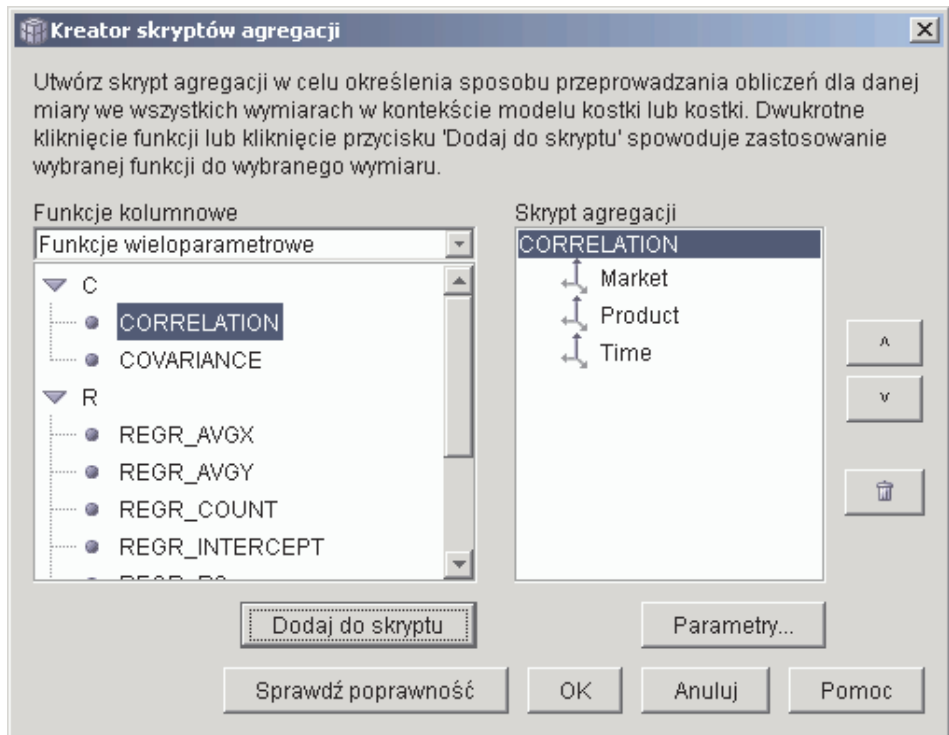 Kreator skryptów agregacji
Utwórz skrypt agregacji w celu określenia sposobu przeprowadzania obliczeń dla danej
miary we wszystkich wymiarach w kontekście modelu kostki lub kostki. Dwukrotne
kliknięcie funkcji lub kliknięcie przycisku 'Dodaj do skryptu' spowoduje zastosowanie
wybranej funkcji do wybranego wymiaru.
Funkcje kolumnowe
Funkcje wieloparametrowe
C
CORRELATION
COVARIANCE
R
REGR_AVGX
REGR_AVGY
REGR_COUNT
REGR_INTERCEPT
Skrypt agregacji
CORRELATION
Market
Product
Time
Dodaj do skryptu
Parametry...
Sprawdź poprawność
OK
Anuluj
Pomoc